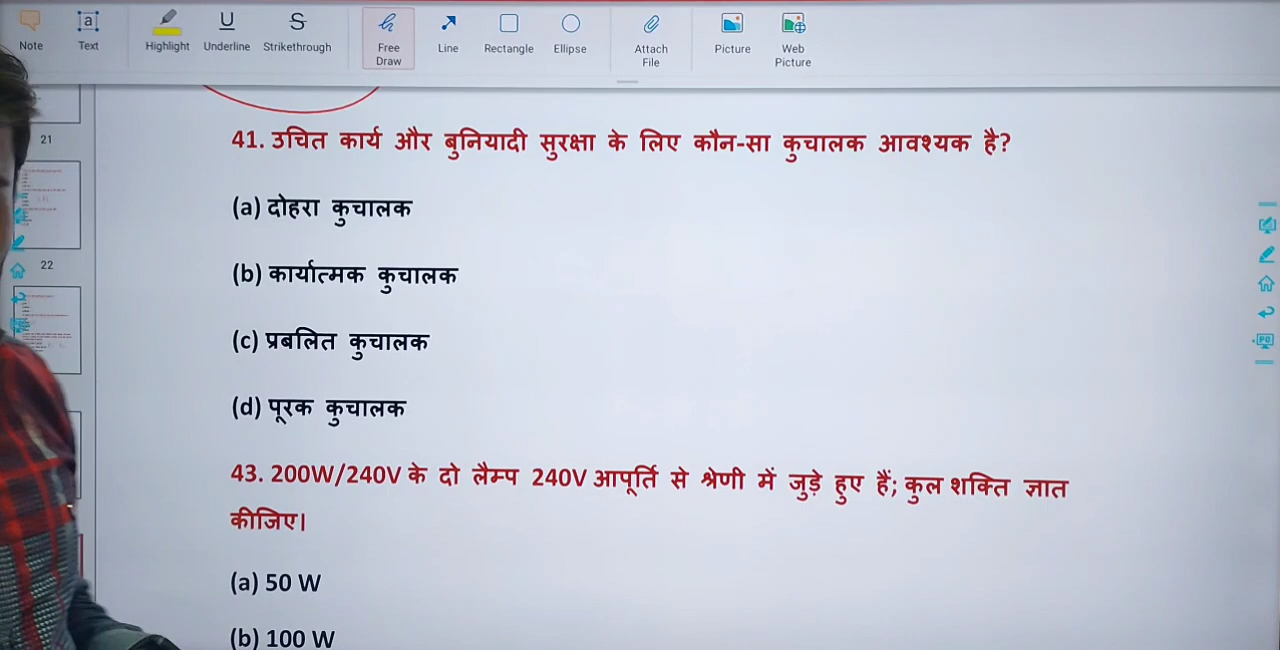 Note
Text
Highlight
Underline
Strikethrough
Free
Draw
Line
Rectangle
Ellipse
Attach
File
Picture
Web
Picture
21
22
41. उचित कार्य और बुनियादी सुरक्षा के लिए कौन-सा कुचालक आवश्यक है?
(a) दोहरा कुचालक
(b) कार्यात्मक कुचालक
(c) प्रबलित कुचालक
(d) पूरक कुचालक
43. 200W/240V के दो लैम्प 240V आपूर्ति से श्रेणी में जुड़े हुए हैं; कुल शक्ति ज्ञात
कीजिए।
(a) 50 W
(b) 100 W